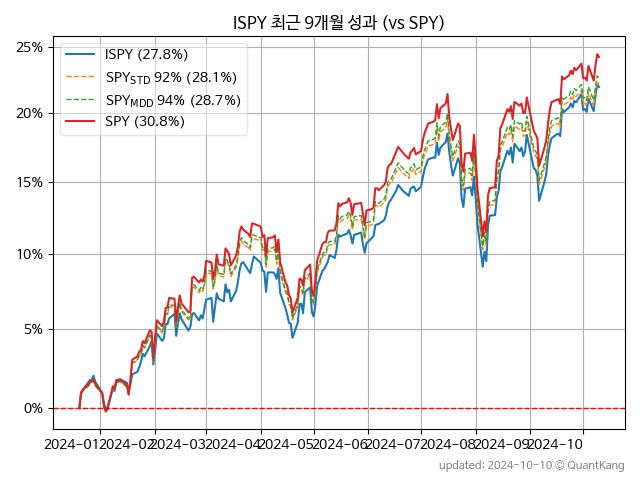 ISPY 최근 9개월 성과 (vs SPY)
25%
20%
15%
10%
5%
0%
ISPY (27.8%)
SPY_STD 92% (28.1%)
SPY_MDD 94% (28.7%)
SPY (30.8%)
2024-01 2024-02 2024-03 2024-04 2024-05 2024-06 2024-07 2024-08 2024-09 2024-10
updated: 2024-10-10 © QuantKang